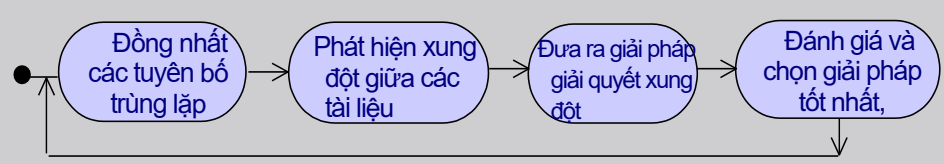 Đồng nhất
các tuyên bố
trùng lặp
Phát hiện xung
đột giữa các
tài liệu
Đưa ra giải pháp
giải quyết xung
đột
Đánh giá và
chọn giải pháp
tốt nhất,